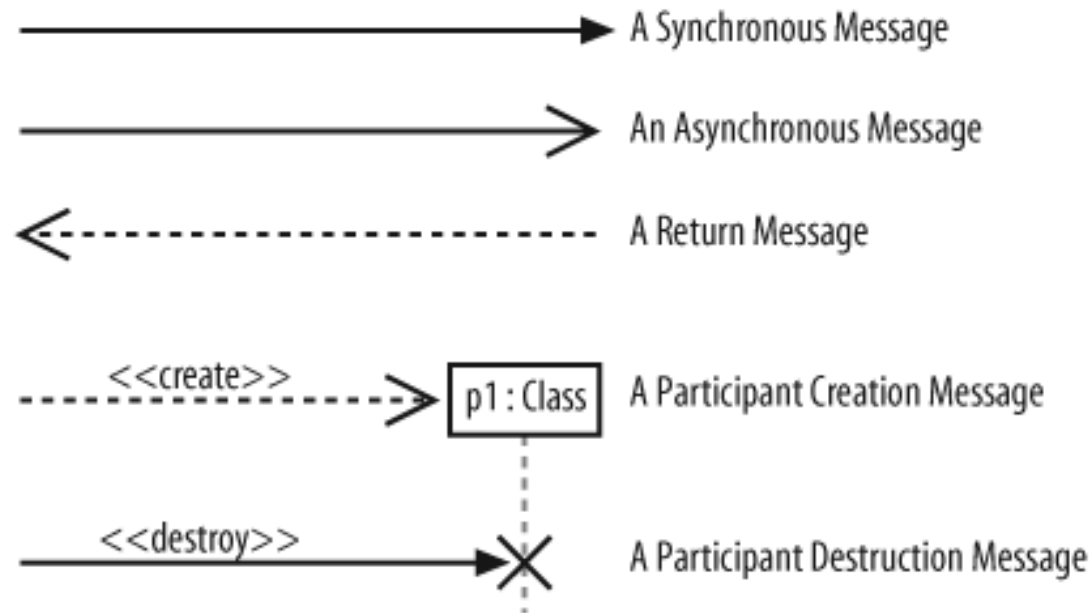 A Synchronous Message
An Asynchronous Message
A Return Message
<<create>>
p1 : Class
A Participant Creation Message
<<destroy>>
A Participant Destruction Message